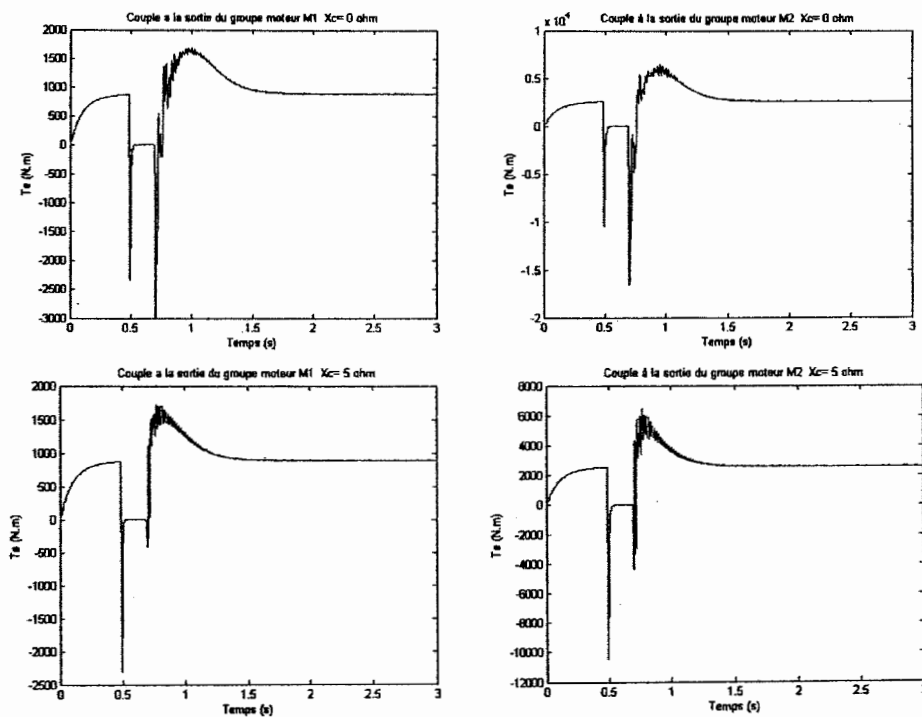 Couple a la sortie du groupe moteur M1 Xc= 0 ohm
2000
1500
1000
500
0
-500
-1000
-1500
-2000
-2500
-3000
Te (N.m)
0 0.5 1 1.5 2 2.5 3
Temps (s)
Couple à la sortie du groupe moteur M2 Xc= 0 ohm
x 10⁴
1
0.5
0
-0.5
-1
-1.5
-2
Te (N.m)
0 0.5 1 1.5 2 2.5 3
Temps (s)
Couple a la sortie du groupe moteur M1 Xc= 5 ohm
2000
1500
1000
500
0
-500
-1000
-1500
-2000
-2500
Te (N.m)
0 0.5 1 1.5 2 2.5 3
Temps (s)
Couple à la sortie du groupe moteur M2 Xc= 5 ohm
8000
6000
4000
2000
0
-2000
-4000
-6000
-8000
-10000
-12000
Te (N.m)
0 0.5 1 1.5 2 2.5 3
Temps (s)